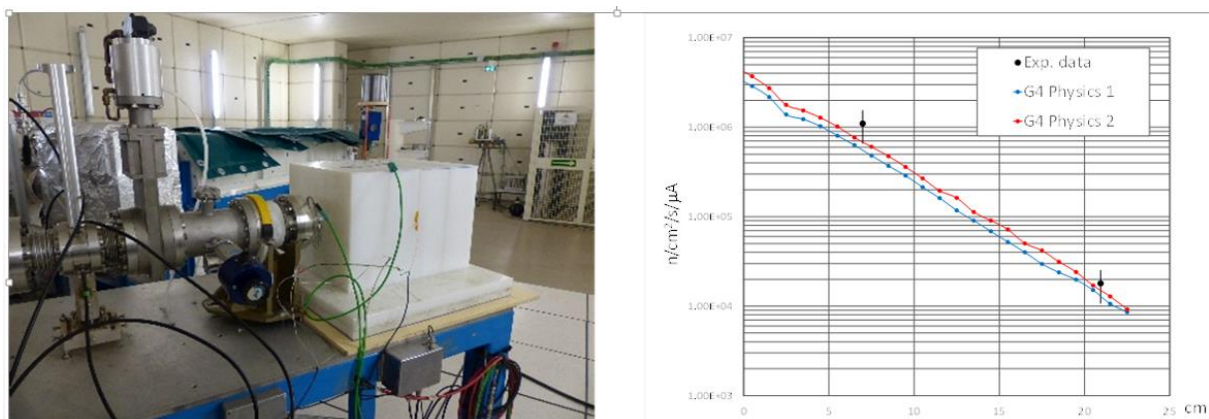 1.00E+07
1.00E+06
1.00E+05
1.00E+04
1.00E+03
n/cm²/s/µA
Exp. data
G4 Physics 1
G4 Physics 2
0 5 10 15 20 25 cm